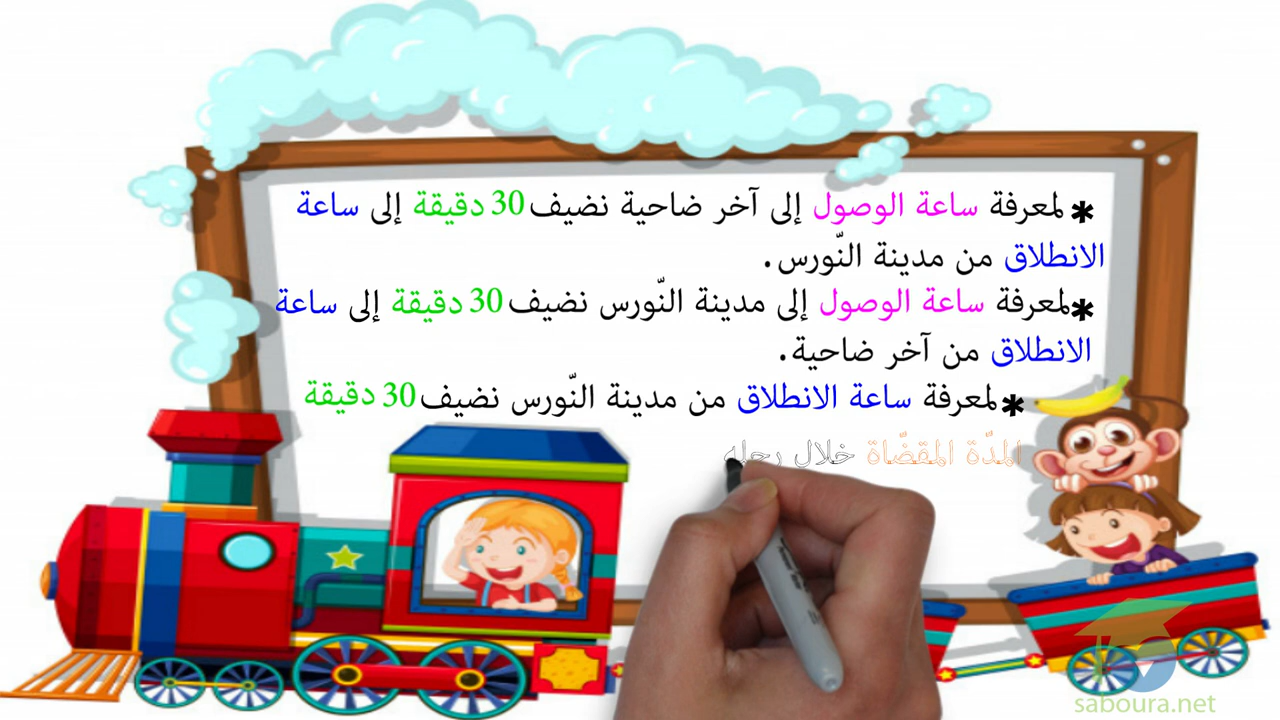 *لمعرفة ساعة الوصول إلى آخر ضاحية نضيف 30 دقيقة إلى ساعة
الانطلاق من مدينة النّورس.
*لمعرفة ساعة الوصول إلى مدينة النّورس نضيف 30 دقيقة إلى ساعة
الانطلاق من آخر ضاحية.
*لمعرفة ساعة الانطلاق من مدينة النّورس نضيف 30 دقيقة
المدّة المقضّاة خلال رحله
saboura.net